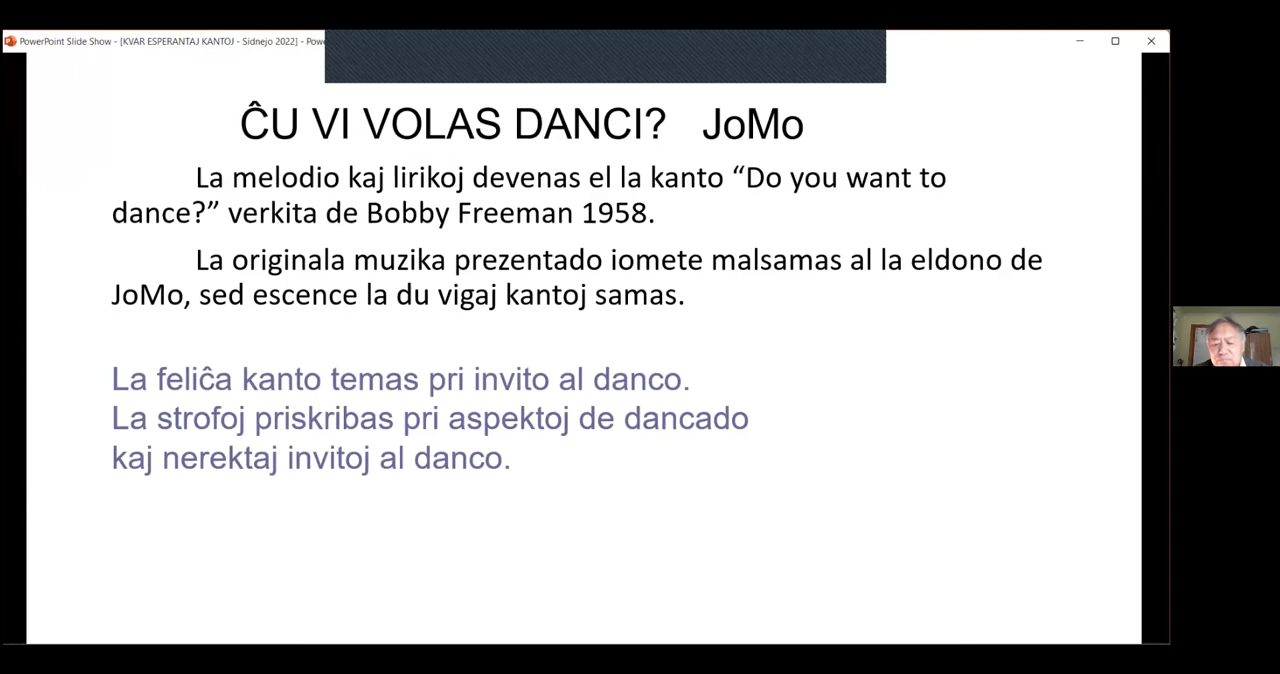 PowerPoint Slide Show - [KVAR ESPERANTAJ KANTOJ - Sidnejo 2022] -
ĈU VI VOLAS DANCI? JoMo
La melodio kaj lirikoj devenas el la kanto “Do you want to
dance?” verkita de Bobby Freeman 1958.
La originala muzika prezentado iomete malsamas al la eldono de
JoMo, sed escence la du vigaj kantoj samas.
La feliĉa kanto temas pri invito al danco.
La strofoj priskribas pri aspektoj de dancado
kaj nerektaj invitoj al danco.